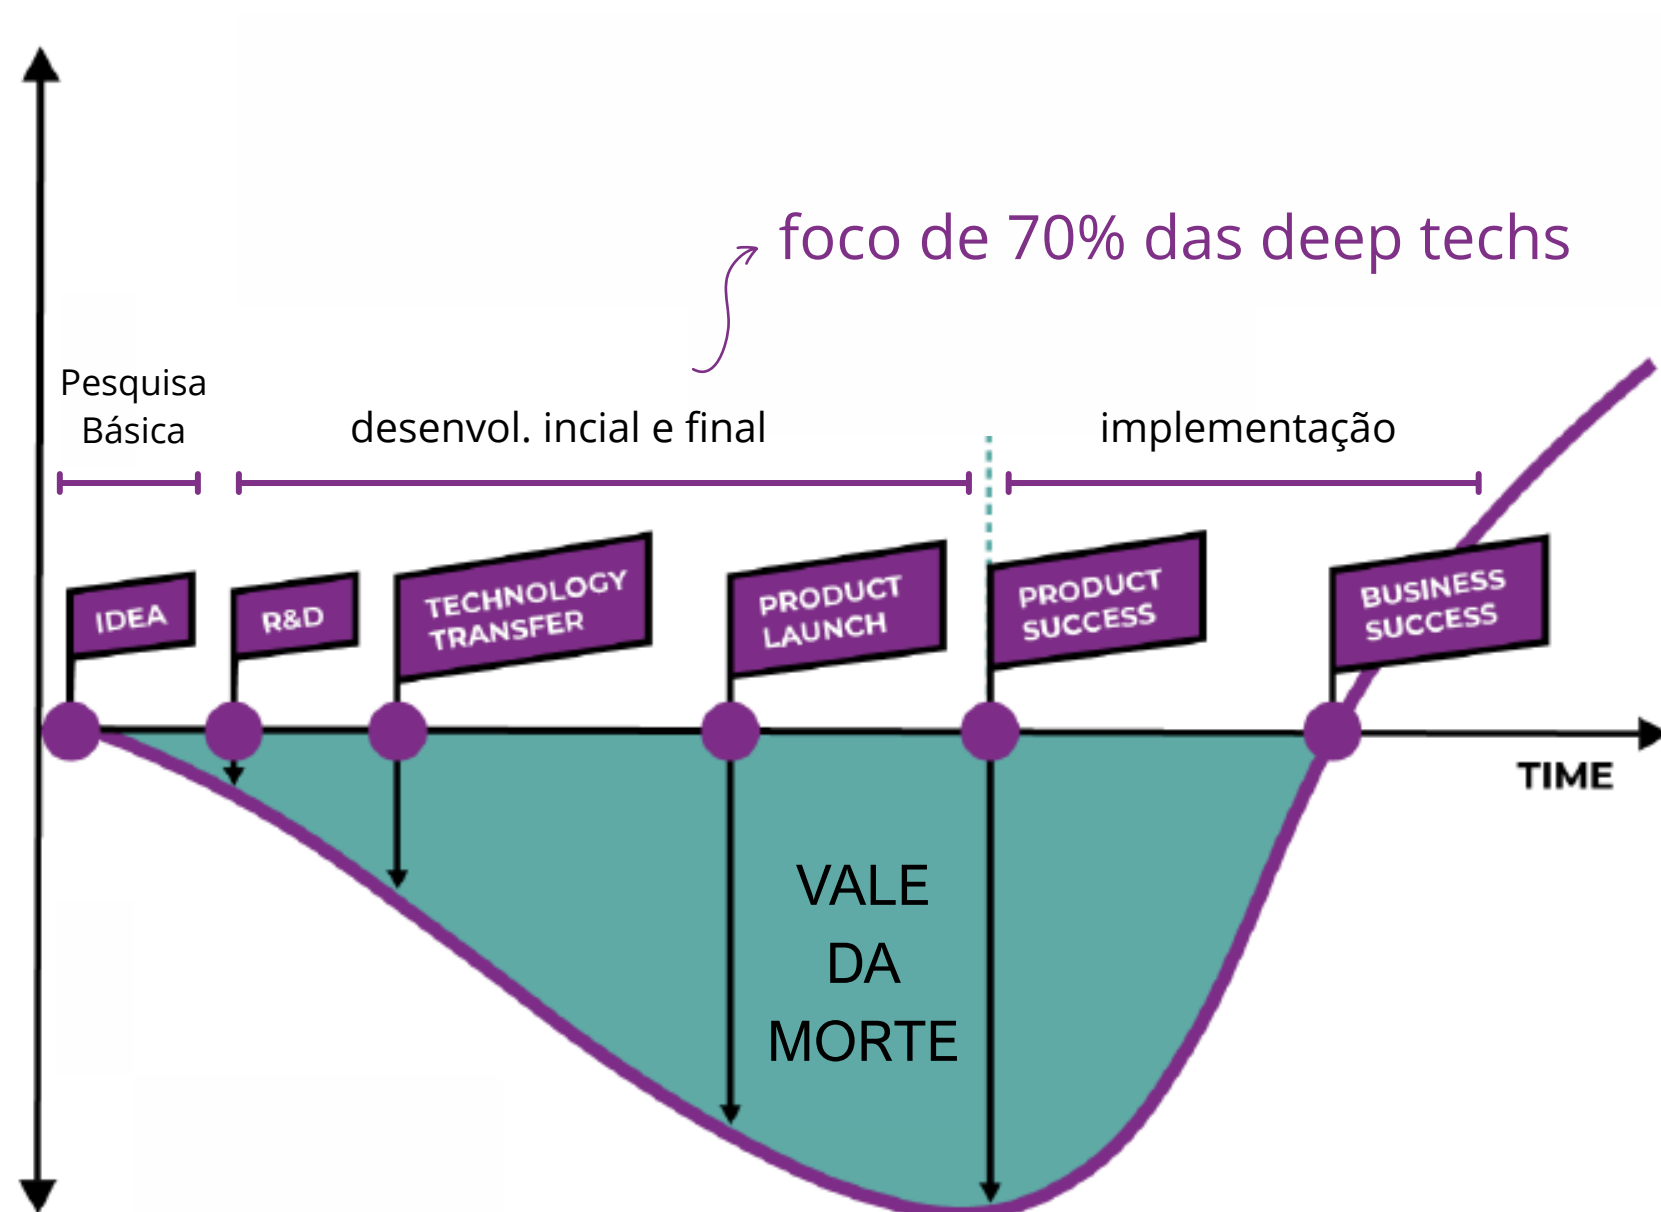 foco de 70% das deep techs
Pesquisa
Básica
desenvol. incial e final
implementação
IDEA
R&D
TECHNOLOGY
TRANSFER
PRODUCT
LAUNCH
PRODUCT
SUCCESS
BUSINESS
SUCCESS
TIME
VALE
DA
MORTE